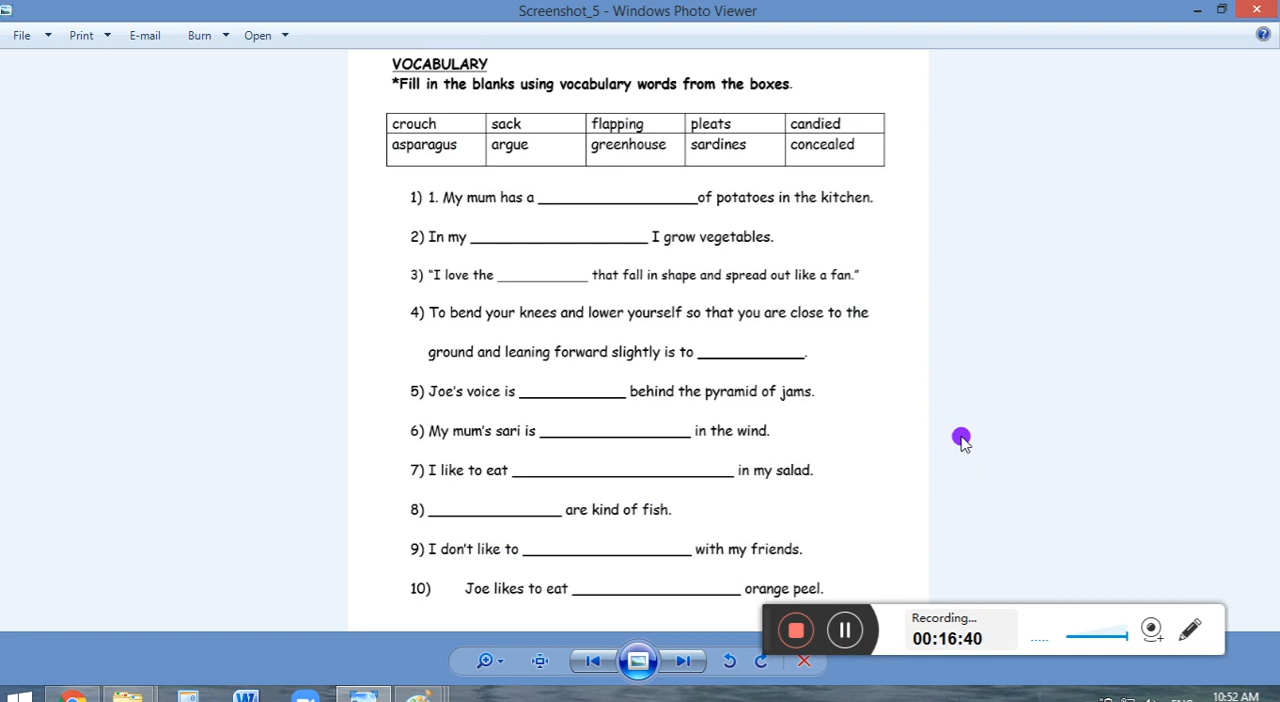 Screenshot_5 - Windows Photo Viewer
File Print E-mail Burn Open
VOCABULARY
*Fill in the blanks using vocabulary words from the boxes.
crouch sack flapping pleats candied
asparagus argue greenhouse sardines concealed
1) 1. My mum has a ____________________of potatoes in the kitchen.
2) In my ______________________ I grow vegetables.
3) "I love the ____________ that fall in shape and spread out like a fan."
4) To bend your knees and lower yourself so that you are close to the
ground and leaning forward slightly is to _____________.
5) Joe's voice is _____________ behind the pyramid of jams.
6) My mum's sari is ___________________ in the wind.
7) I like to eat ____________________________ in my salad.
8) _________________ are kind of fish.
9) I don't like to _____________________ with my friends.
10) Joe likes to eat _____________________ orange peel.
Recording...
00:16:40
10:52 AM